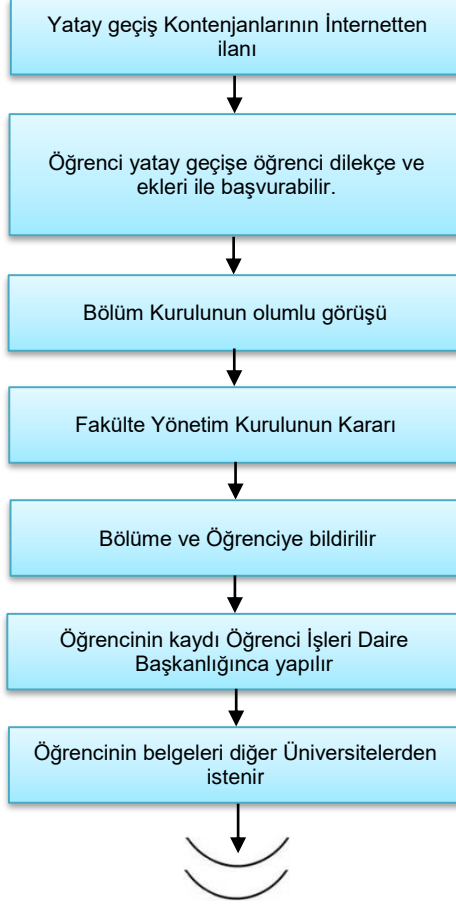 Yatay geçiş Kontenjanlarının İnternetten
ilanı
Öğrenci yatay geçişe öğrenci dilekçe ve
ekleri ile başvurabilir.
Bölüm Kurulunun olumlu görüşü
Fakülte Yönetim Kurulunun Kararı
Bölüme ve Öğrenciye bildirilir
Öğrencinin kaydı Öğrenci İşleri Daire
Başkanlığınca yapılır
Öğrencinin belgeleri diğer Üniversitelerden
istenir